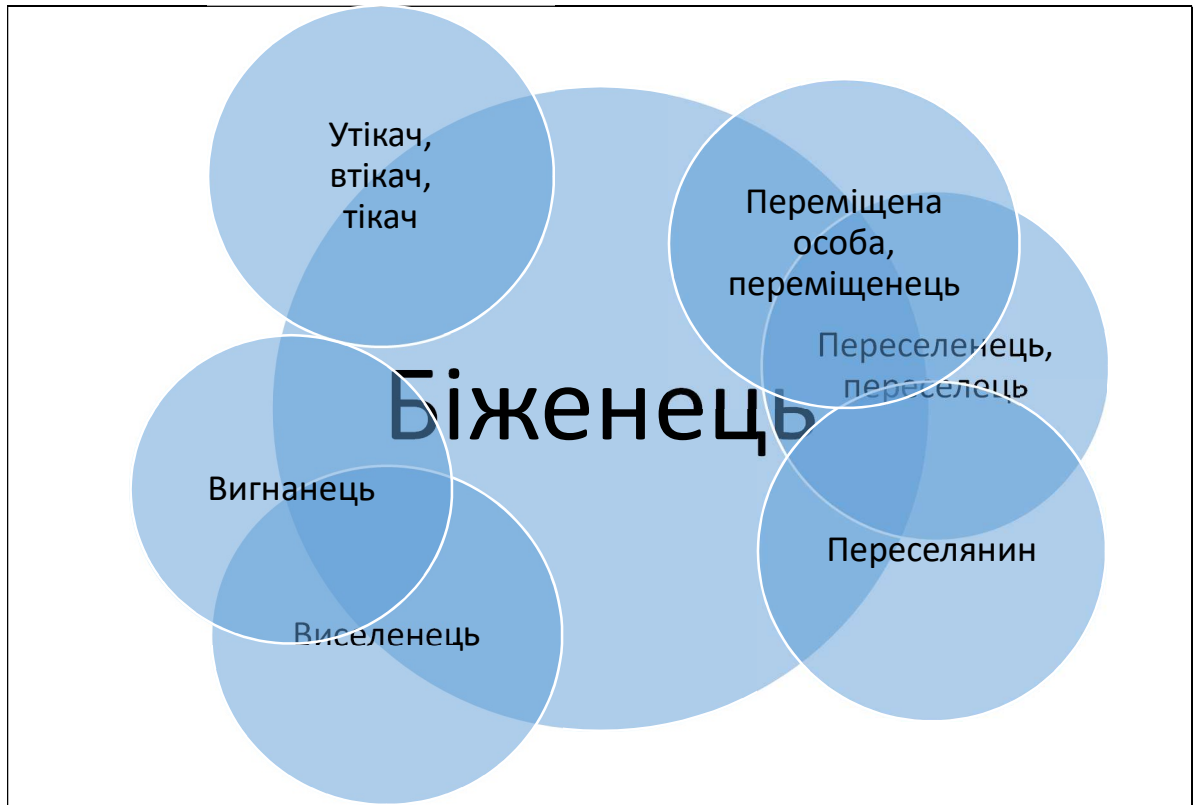 Утікач,
втікач,
тікач
Переміщена
особа,
переміщенець
Переселенець,
переселець
Біженець
Вигнанець
Переселянин
Виселенець